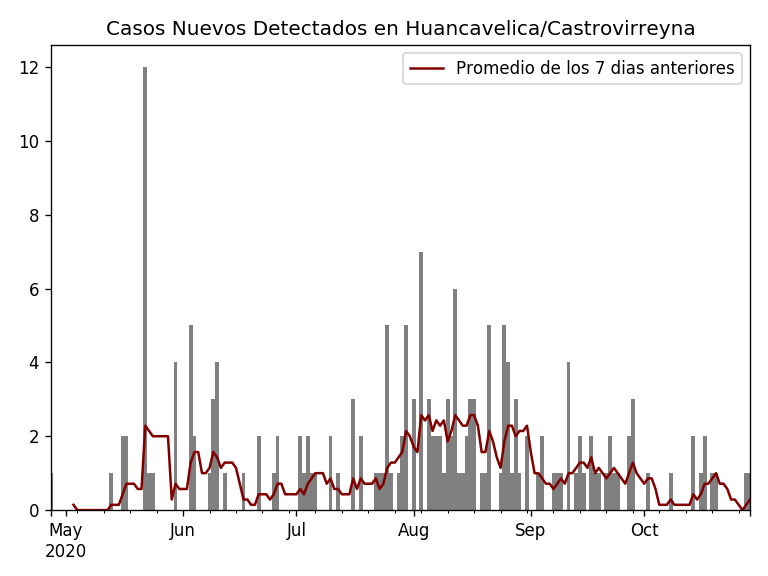 Casos Nuevos Detectados en Huancavelica/Castrovirreyna
Promedio de los 7 dias anteriores
12
10
8
6
4
2
0
May Jun Jul Aug Sep Oct
2020